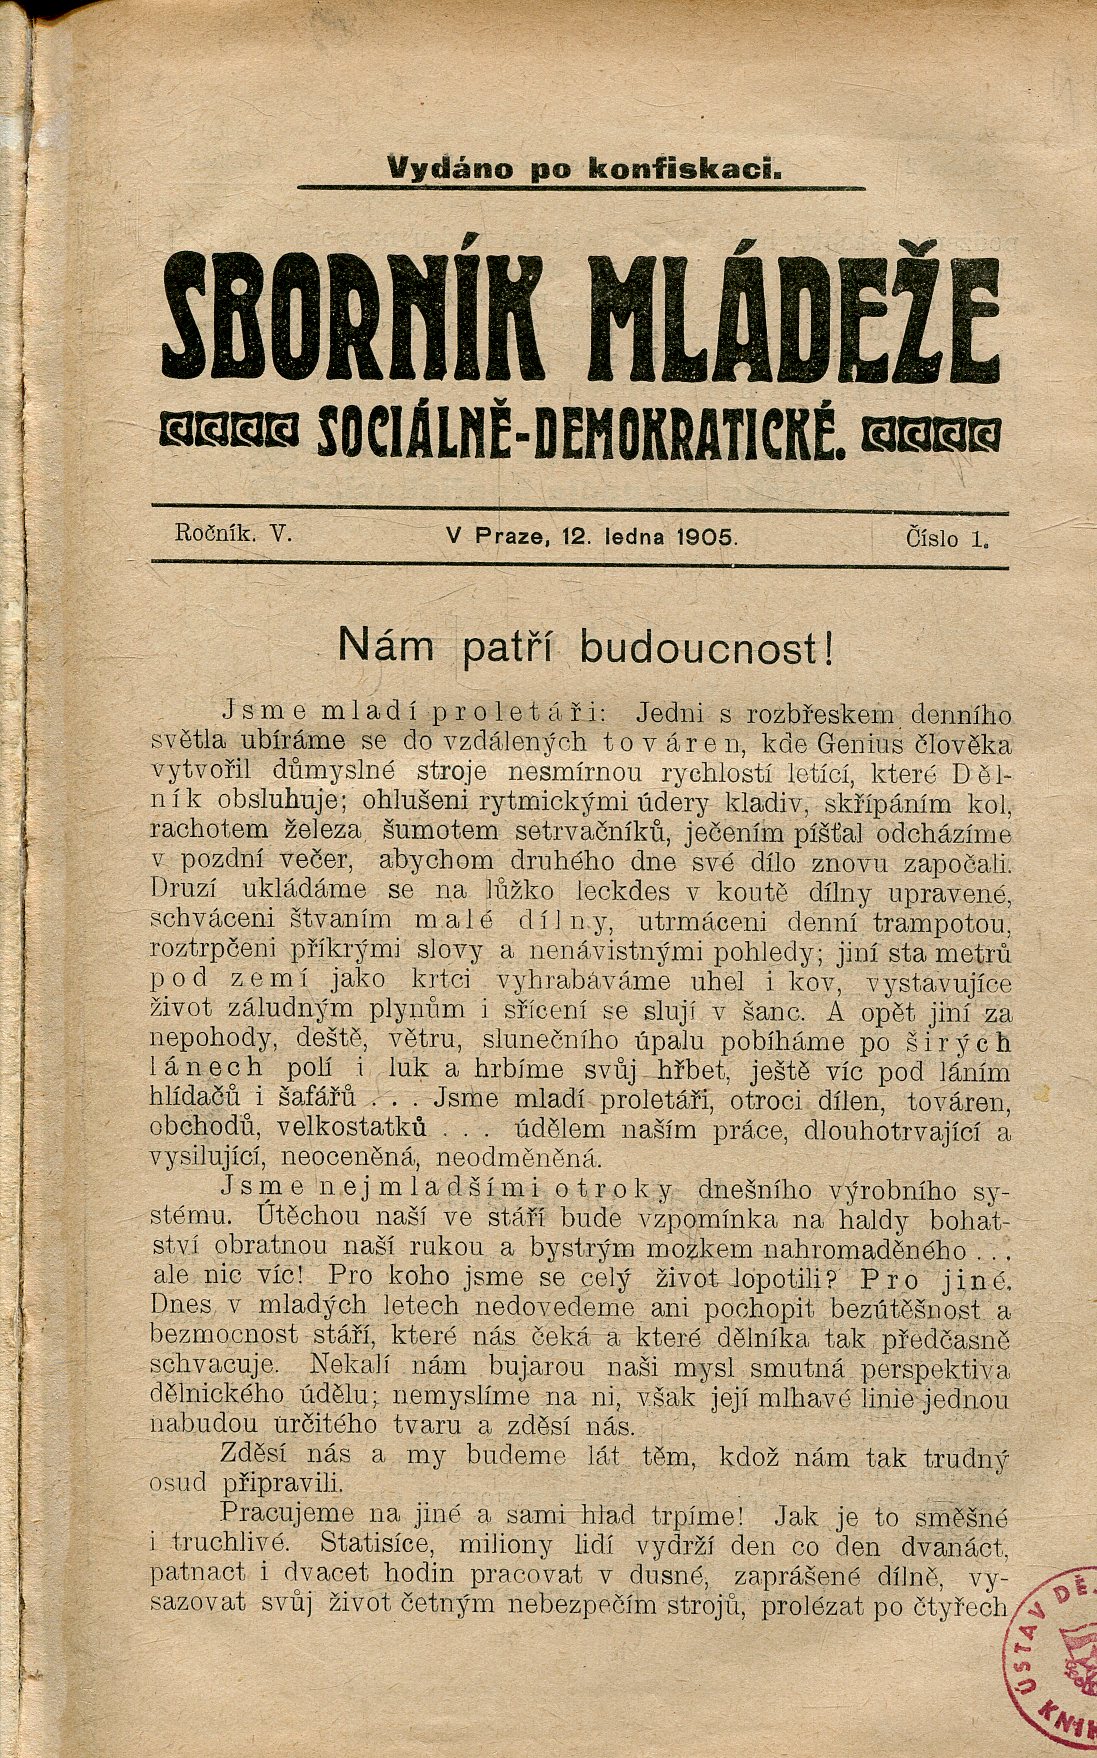 Vydáno po konfiskaci.
SBORNÍK MLÁDEŽE
SOCIÁLNĚ-DEMOKRATICKÉ.
Ročník. V. V Praze, 12. ledna 1905. Číslo 1.
Nám patří budoucnost!
Jsme mladí proletáři: Jedni s rozbřeskem denního
světla ubíráme se do vzdálených továren, kde Genius člověka
vytvořil důmyslné stroje nesmírnou rychlostí letící, které Děl-
ník obsluhuje; ohlušeni rytmickými údery kladiv, skřípáním kol,
rachotem železa, šumotem setrvačníků, ječením píšťal odcházíme
v pozdní večer, abychom druhého dne své dílo znovu započali.
Druzí ukládáme se na lůžko leckdes v koutě dílny upravené,
schváceni štvaním malé dílny, utrmáceni denní trampotou,
roztrpčeni příkrými slovy a nenávistnými pohledy; jiní sta metrů
pod zemí jako krtci vyhrabáváme uhel i kov, vystavujíce
život záludným plynům i sřícení se slují v šanc. A opět jiní za
nepohody, deště, větru, slunečního úpalu pobíháme po širých
lánech polí i luk a hrbíme svůj hřbet, ještě víc pod láním
hlídačů i šafářů . . . Jsme mladí proletáři, otroci dílen, továren,
obchodů, velkostatků . . . údělem naším práce, dlouhotrvající a
vysilující, neoceněná, neodměněná.
Jsme nejmladšími otroky dnešního výrobního sy-
stému. Útěchou naší ve stáří bude vzpomínka na haldy bohat-
ství obratnou naší rukou a bystrým mozkem nahromaděného . . .
ale nic víc! Pro koho jsme se celý život lopotili? Pro jiné.
Dnes v mladých letech nedovedeme ani pochopit bezútěšnost a
bezmocnost stáří, které nás čeká a které dělníka tak předčasně
schvacuje. Nekalí nám bujarou naši mysl smutná perspektiva
dělnického údělu; nemyslíme na ni, však její mlhavé linie jednou
nabudou určitého tvaru a zděsí nás.
Zděsí nás a my budeme lát těm, kdož nám tak trudný
osud připravili.
Pracujeme na jiné a sami hlad trpíme! Jak je to směšné
i truchlivé. Statisíce, miliony lidí vydrží den co den dvanáct,
patnact i dvacet hodin pracovat v dusné, zaprášené dílně, vy-
sazovat svůj život četným nebezpečím strojů, prolézat po čtyřech
ÚSTAV DĚ
KNIH